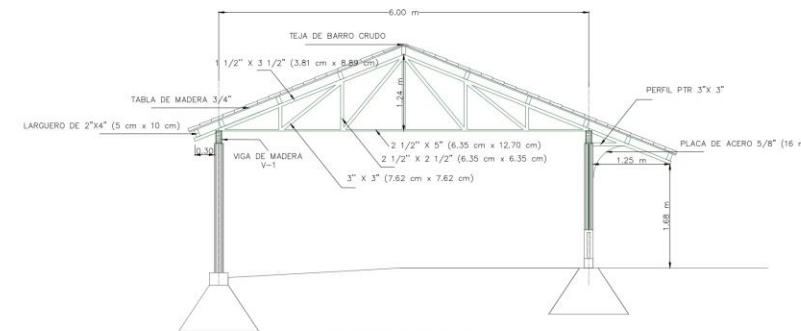 6.00 m
TEJA DE BARRO CRUDO
1 1/2" X 3 1/2" (3.81 cm x 8.89 cm)
1.24 m
PERFIL PTR 3"X 3"
TABLA DE MADERA 3/4"
LARGUERO DE 2"X4" (5 cm x 10 cm)
0.30
VIGA DE MADERA
V-1
2 1/2" X 5" (6.35 cm x 12.70 cm)
2 1/2" X 2 1/2" (6.35 cm x 6.35 cm)
3" X 3" (7.62 cm x 7.62 cm)
PLACA DE ACERO 5/8" (16 m
1.25 m
1.68 m